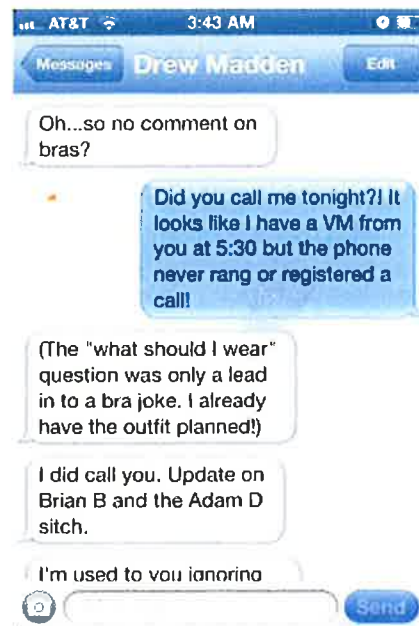 AT&T 3:43 AM
Messages Drew Madden Edit
Oh...so no comment on
bras?
Did you call me tonight?! It
looks like I have a VM from
you at 5:30 but the phone
never rang or registered a
call!
(The "what should I wear"
question was only a lead
in to a bra joke. I already
have the outfit planned!)
I did call you. Update on
Brian B and the Adam D
sitch.
I'm used to you ignoring
Send